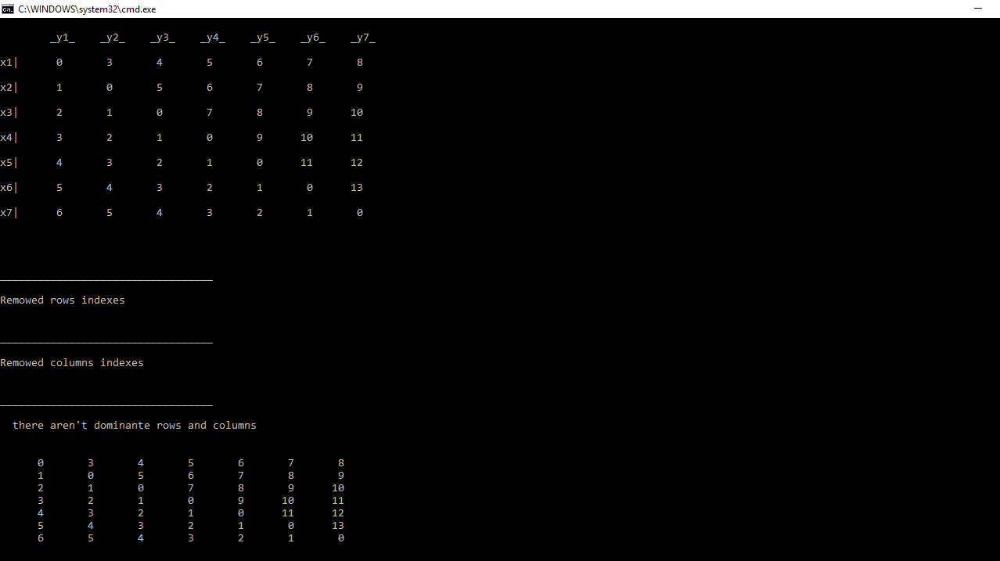 C:\WINDOWS\system32\cmd.exe
_y1_ _y2_ _y3_ _y4_ _y5_ _y6_ _y7_
x1| 0 3 4 5 6 7 8
x2| 1 0 5 6 7 8 9
x3| 2 1 0 7 8 9 10
x4| 3 2 1 0 9 10 11
x5| 4 3 2 1 0 11 12
x6| 5 4 3 2 1 0 13
x7| 6 5 4 3 2 1 0
__________________________________
Remowed rows indexes
__________________________________
Remowed columns indexes
__________________________________
there aren't dominante rows and columns
0 3 4 5 6 7 8
1 0 5 6 7 8 9
2 1 0 7 8 9 10
3 2 1 0 9 10 11
4 3 2 1 0 11 12
5 4 3 2 1 0 13
6 5 4 3 2 1 0